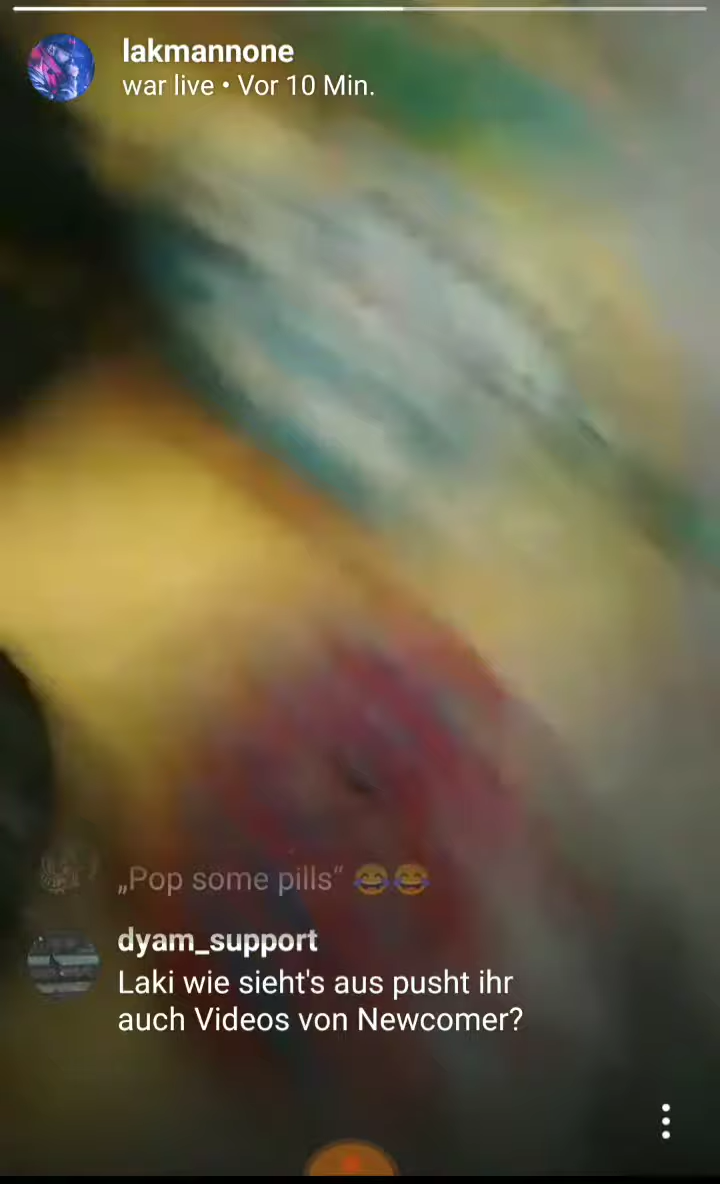 lakmannone
war live • Vor 10 Min.
„Pop some pills“ 😂😂
dyam_support
Laki wie sieht's aus pusht ihr
auch Videos von Newcomer?